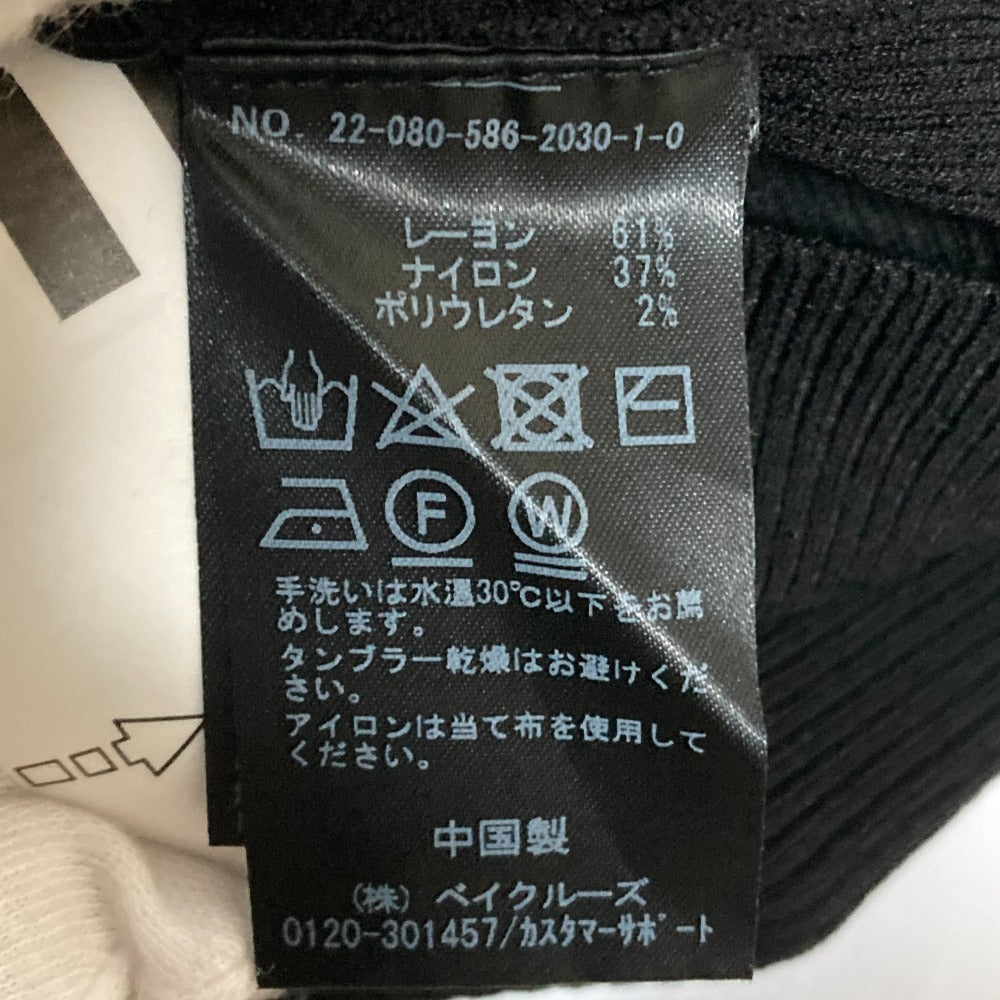 NO. 22-080-586-2030-1-0
レーヨン 61%
ナイロン 37%
ポリウレタン 2%
F W
手洗いは水温30℃以下をお薦
めします。
タンブラー乾燥はお避けくだ
さい。
アイロンは当て布を使用して
ください。
中国製
(株) ベイクルーズ
0120-301457/カスタマーサポート